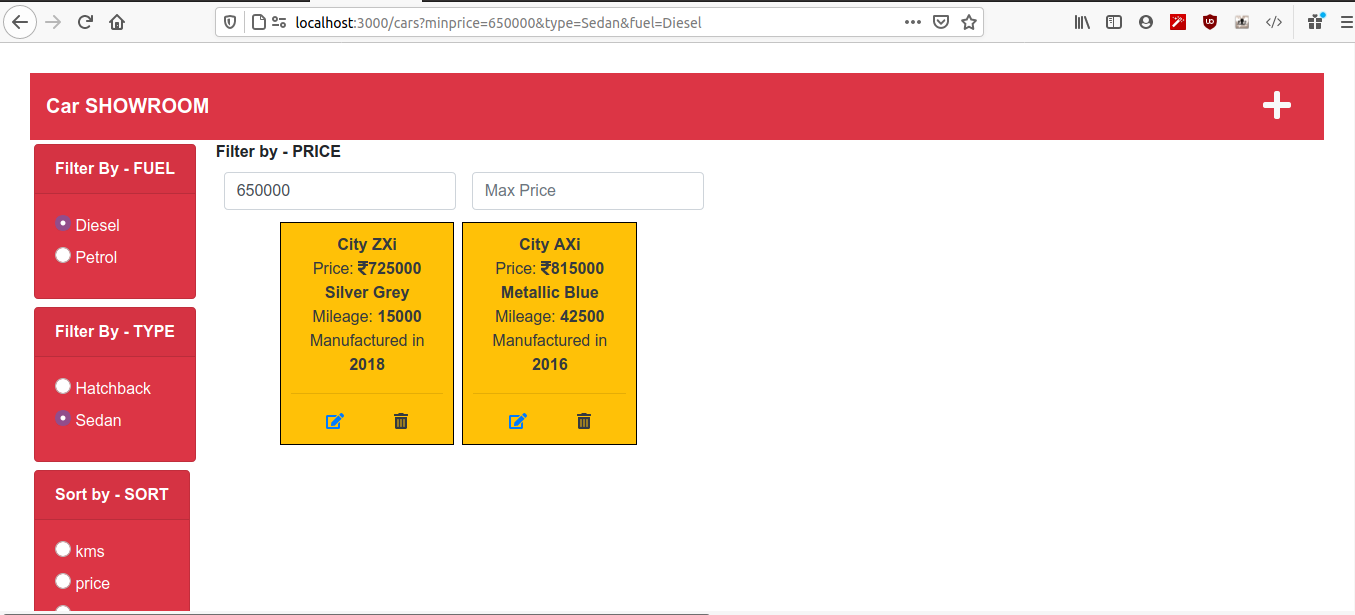 localhost:3000/cars?minprice=650000&type=Sedan&fuel=Diesel
Car SHOWROOM
Filter By - FUEL
Diesel
Petrol
Filter By - TYPE
Hatchback
Sedan
Sort by - SORT
kms
price
Filter by - PRICE
650000
Max Price
City ZXi
Price: ₹725000
Silver Grey
Mileage: 15000
Manufactured in
2018
City AXi
Price: ₹815000
Metallic Blue
Mileage: 42500
Manufactured in
2016